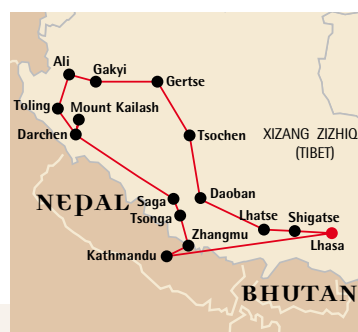 Ali
Gakyi
Gertse
Toling
Mount Kailash
Darchen
Tsochen
XIZANG ZIZHIQ
(TIBET)
NEPAL
Saga
Daoban
Tsonga
Lhatse
Shigatse
Zhangmu
Lhasa
Kathmandu
BHUTAN